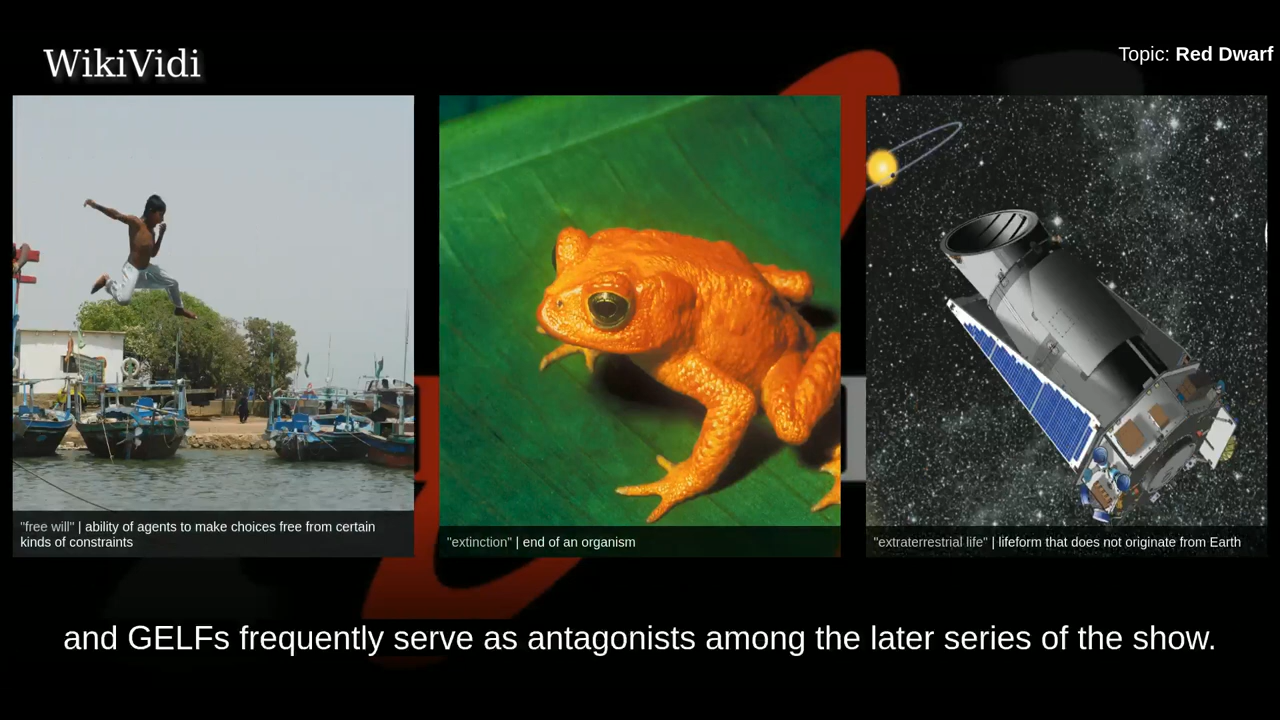 WikiVidi
Topic: Red Dwarf
"free will" | ability of agents to make choices free from certain
kinds of constraints
"extinction" | end of an organism
"extraterrestrial life" | lifeform that does not originate from Earth
and GELFs frequently serve as antagonists among the later series of the show.